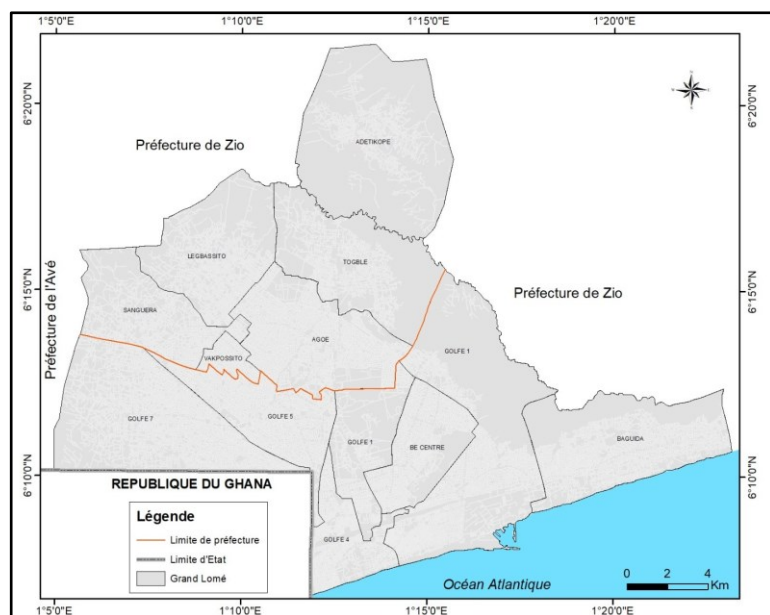 1°5'0"E 1°10'0"E 1°15'0"E 1°20'0"E
6°20'0"N 6°20'0"N
ADETIKOPE
Préfecture de Zio
LEGBASSITO
TOGBLE
Préfecture de l'Avé
6°15'0"N 6°15'0"N
Préfecture de Zio
SANGUERA
AGOE
VAKPOSSITO
GOLFE 1
GOLFE 7
GOLFE 5
GOLFE 1
BE CENTRE
BAGUIDA
6°10'0"N 6°10'0"N
REPUBLIQUE DU GHANA
Légende
Limite de préfecture
Limite d'Etat
Grand Lomé
GOLFE 4
Océan Atlantique
0 2 4
Km
1°5'0"E 1°10'0"E 1°15'0"E 1°20'0"E